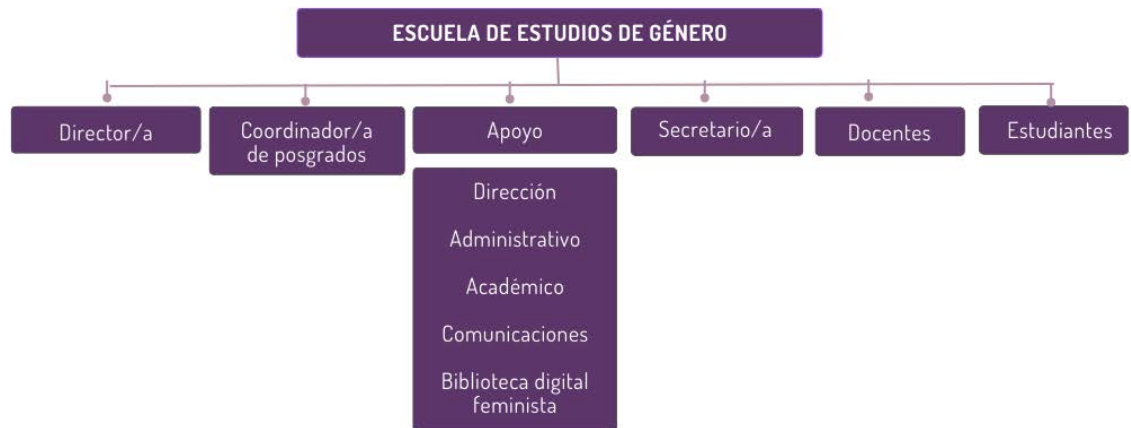 ESCUELA DE ESTUDIOS DE GÉNERO
Director/a
Coordinador/a
de posgrados
Apoyo
Secretario/a
Docentes
Estudiantes
Dirección
Administrativo
Académico
Comunicaciones
Biblioteca digital
feminista